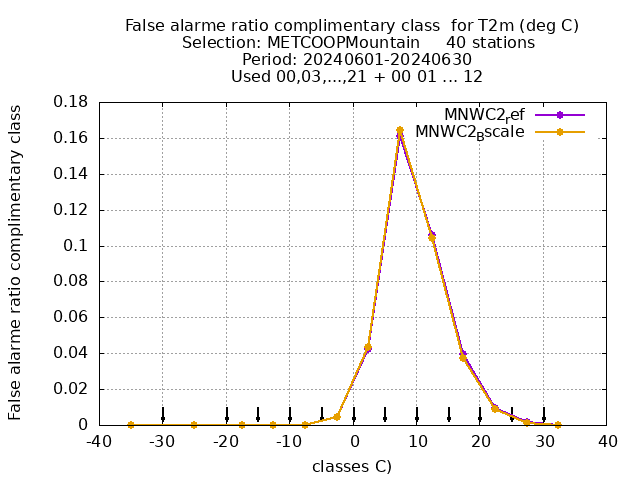 False alarme ratio complimentary class  for T2m (deg C)
Selection: METCOOPMountain     40 stations
Period: 20240601-20240630
Used 00,03,...,21 + 00 01 ... 12
False alarme ratio complimentary class
0.18
0.16
0.14
0.12
0.1
0.08
0.06
0.04
0.02
0
MNWC2ref
MNWC2Bscale
-40 -30 -20 -10 0 10 20 30 40
classes C)